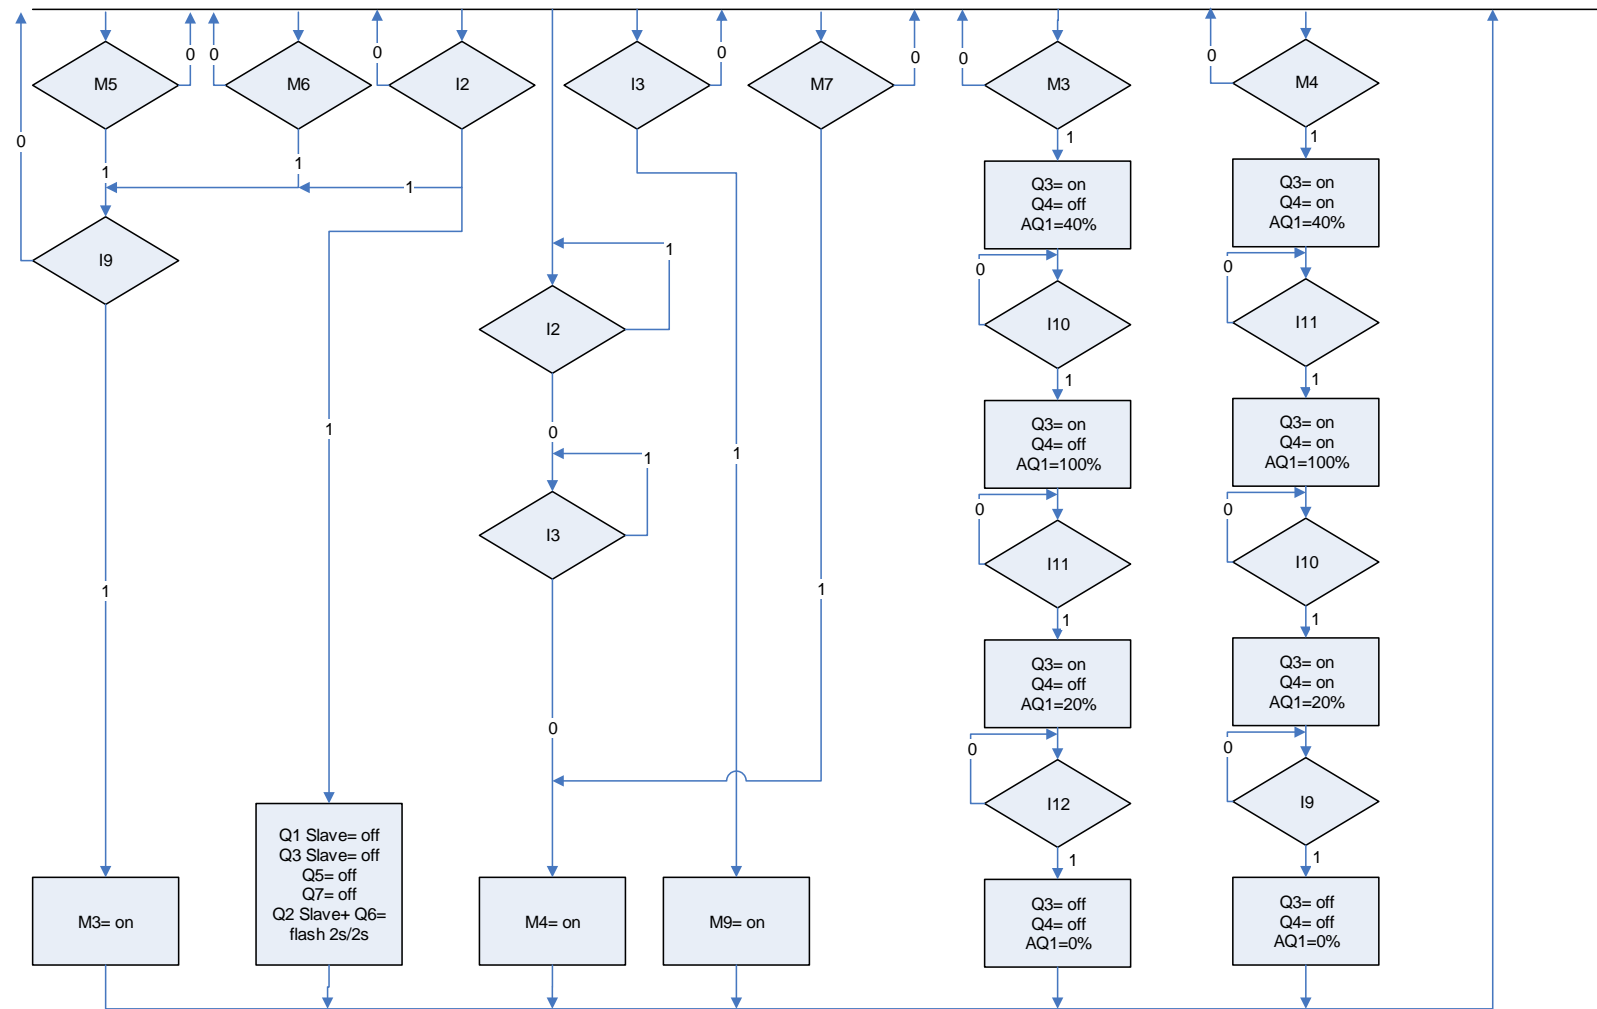 0
M5
0
0
M6
0
I2
I3
0
M7
0
0
M3
0
M4
1
1
1
1
I9
Q3= on
Q4= off
AQ1=40%
Q3= on
Q4= on
AQ1=40%
1
I2
0
I10
0
I11
1
1
1
0
1
1
Q3= on
Q4= off
AQ1=100%
Q3= on
Q4= on
AQ1=100%
1
I3
0
I11
0
I10
1
1
1
1
0
Q3= on
Q4= off
AQ1=20%
Q3= on
Q4= on
AQ1=20%
0
I12
0
I9
1
1
M3= on
Q1 Slave= off
Q3 Slave= off
Q5= off
Q7= off
Q2 Slave+ Q6=
flash 2s/2s
M4= on
M9= on
Q3= off
Q4= off
AQ1=0%
Q3= off
Q4= off
AQ1=0%